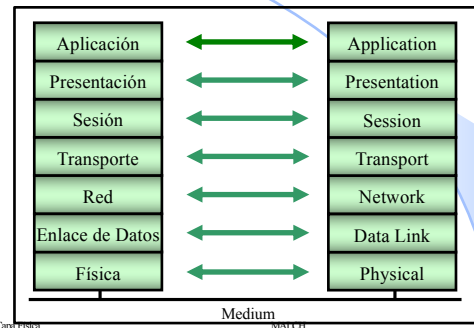 Aplicación Application
Presentación Presentation
Sesión Session
Transporte Transport
Red Network
Enlace de Datos Data Link
Física Physical
Medium